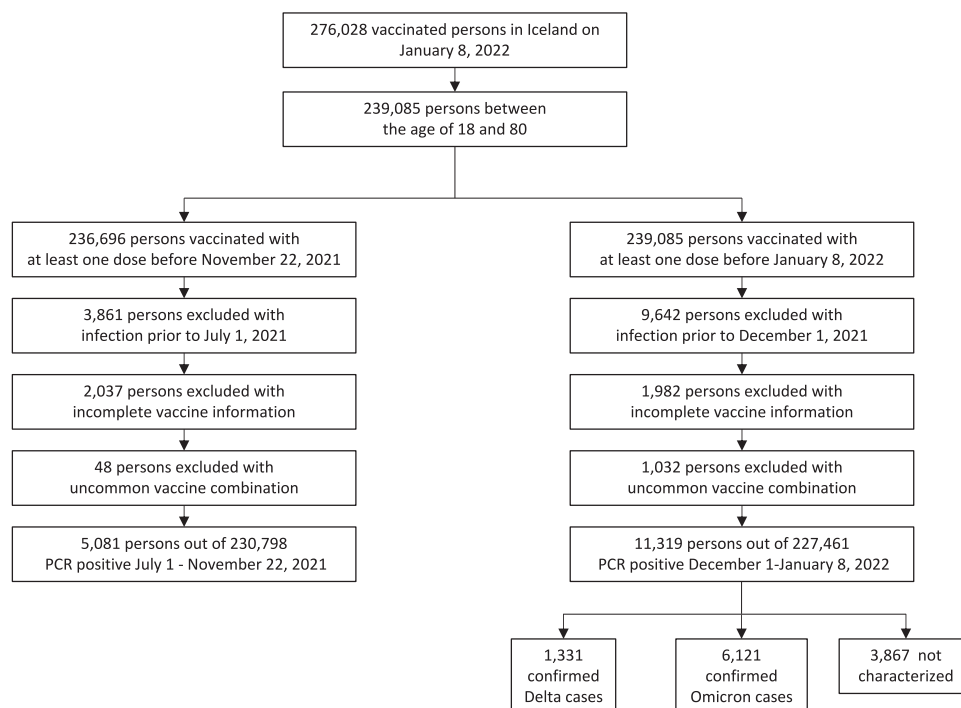 276,028 vaccinated persons in Iceland on
January 8, 2022
239,085 persons between
the age of 18 and 80
236,696 persons vaccinated with
at least one dose before November 22, 2021
3,861 persons excluded with
infection prior to July 1, 2021
2,037 persons excluded with
incomplete vaccine information
48 persons excluded with
uncommon vaccine combination
5,081 persons out of 230,798
PCR positive July 1 - November 22, 2021
239,085 persons vaccinated with
at least one dose before January 8, 2022
9,642 persons excluded with
infection prior to December 1, 2021
1,982 persons excluded with
incomplete vaccine information
1,032 persons excluded with
uncommon vaccine combination
11,319 persons out of 227,461
PCR positive December 1-January 8, 2022
1,331
confirmed
Delta cases
6,121
confirmed
Omicron cases
3,867 not
characterized